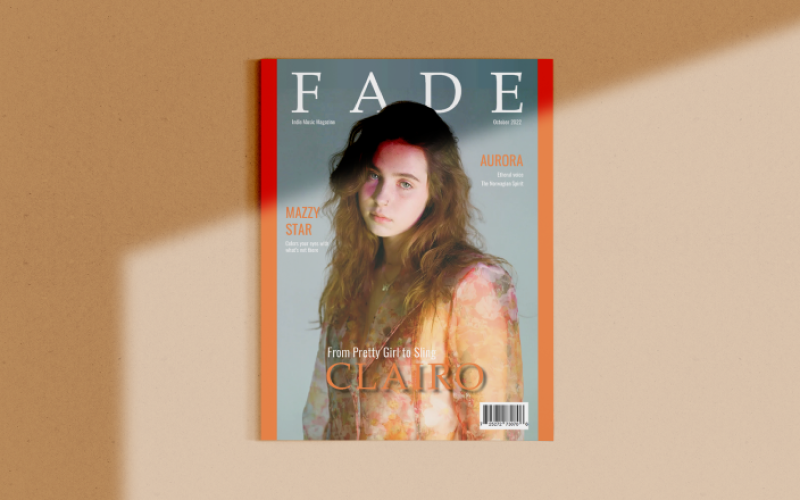 FADE
Indie Music Magazine
October 2022
AURORA
Ethereal voice
The Norwegian Spirit
MAZZY
STAR
Colors your eyes with
what's not there
From Pretty Girl to Sling
CLAIRO